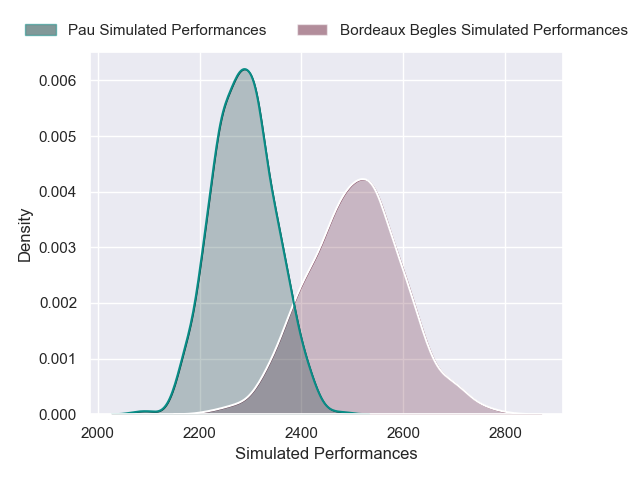 Pau Simulated Performances Bordeaux Begles Simulated Performances
0.006
0.005
0.004
0.003
0.002
0.001
0.000
Density
2000 2200 2400 2600 2800
Simulated Performances